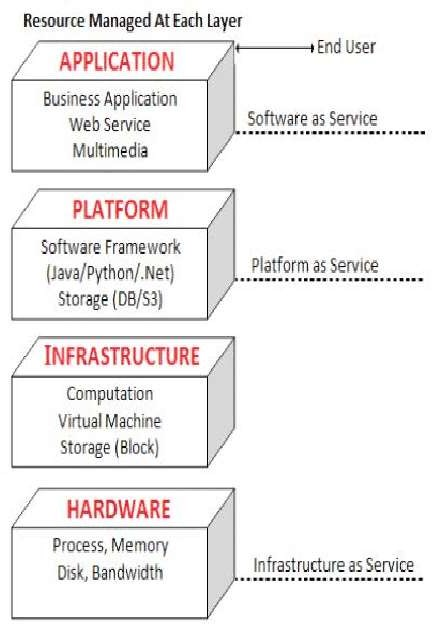 Resource Managed At Each Layer
End User
APPLICATION
Business Application
Web Service
Multimedia
Software as Service
PLATFORM
Software Framework
(Java/Python/.Net)
Storage (DB/S3)
Platform as Service
INFRASTRUCTURE
Computation
Virtual Machine
Storage (Block)
HARDWARE
Process, Memory
Disk, Bandwidth
Infrastructure as Service